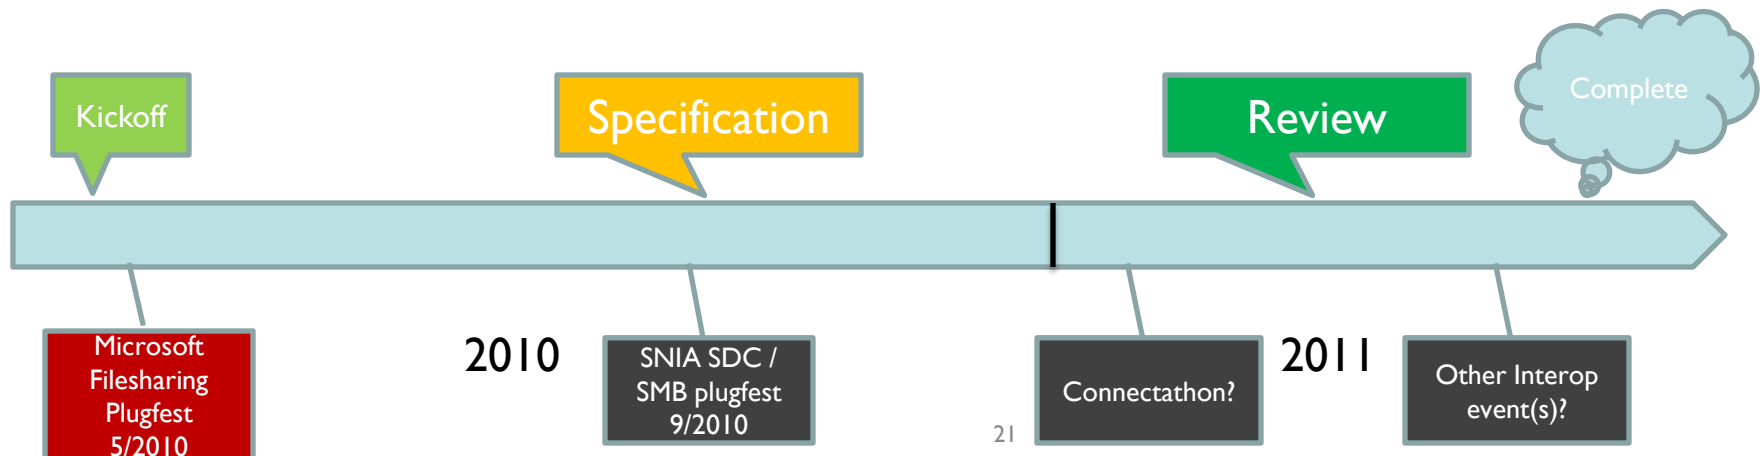 Kickoff
Specification
Review
Complete
Microsoft
Filesharing
Plugfest
5/2010
2010
SNIA SDC /
SMB plugfest
9/2010
21
Connectathon?
2011
Other Interop
event(s)?